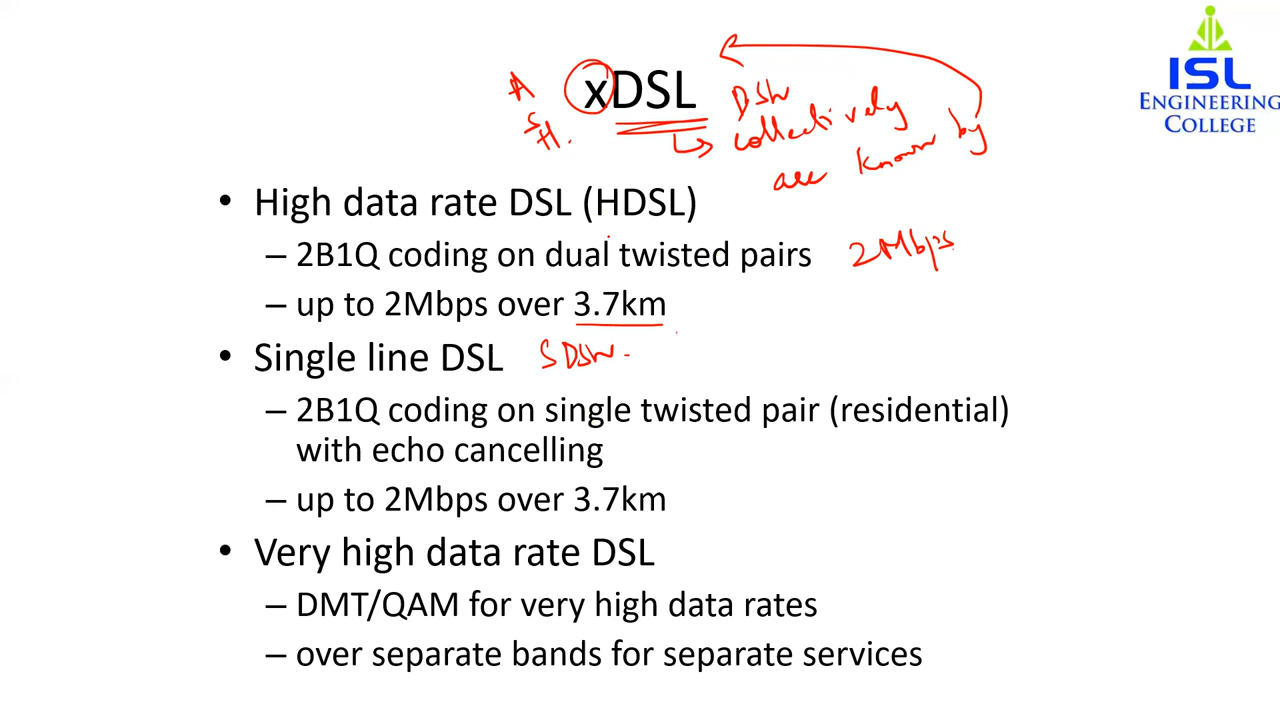 ISL
ENGINEERING
COLLEGE
A
S
H.
xDSL
DSL
collectively
are known by
• High data rate DSL (HDSL)
– 2B1Q coding on dual twisted pairs 2Mbps
– up to 2Mbps over 3.7km
• Single line DSL SDSL.
– 2B1Q coding on single twisted pair (residential)
with echo cancelling
– up to 2Mbps over 3.7km
• Very high data rate DSL
– DMT/QAM for very high data rates
– over separate bands for separate services